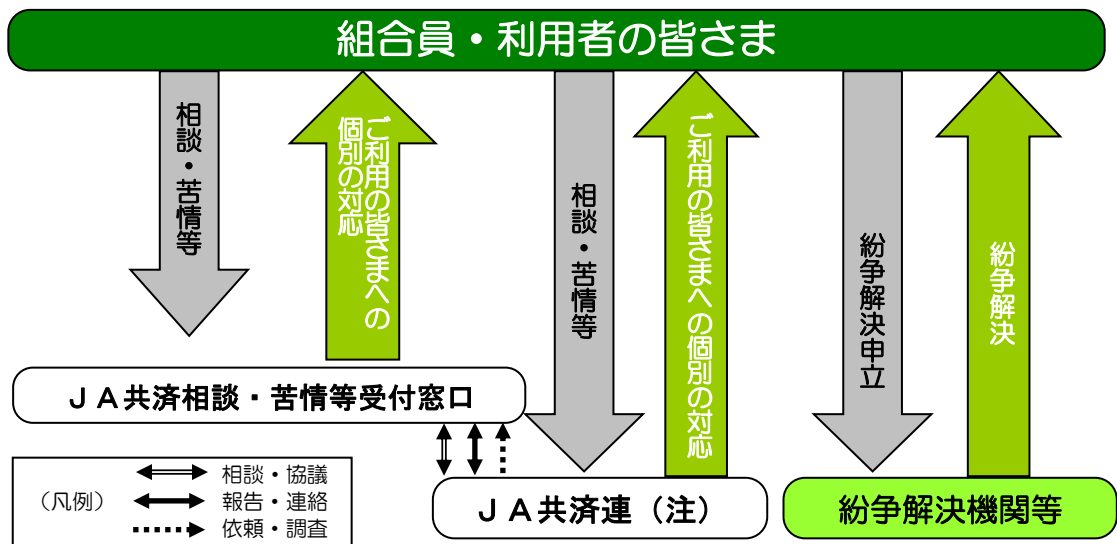 組合員・利用者の皆さま
相談・苦情等
ご利用の皆さまへの
個別の対応
相談・苦情等
ご利用の皆さまへの個別の対応
紛争解決申立
紛争解決
ＪＡ共済相談・苦情等受付窓口
ＪＡ共済連（注）
紛争解決機関等
（凡例）
相談・協議
報告・連絡
依頼・調査